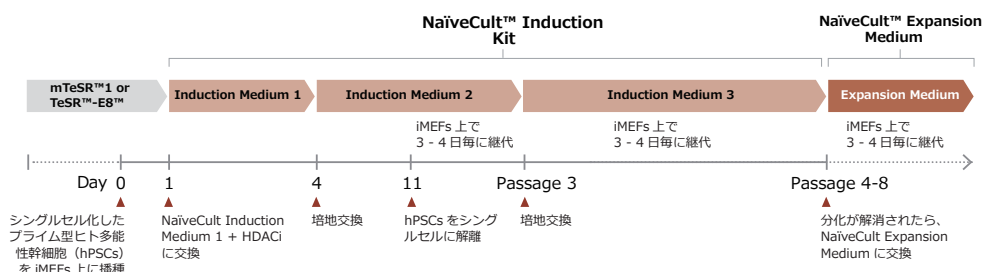 NaïveCult™ Induction
Kit
NaïveCult™ Expansion
Medium
mTeSR™1 or
TeSR™-E8™
Induction Medium 1
Induction Medium 2
Induction Medium 3
Expansion Medium
iMEFs 上で
3 - 4 日毎に継代
iMEFs 上で
3 - 4 日毎に継代
iMEFs 上で
3 - 4 日毎に継代
Day 0 1 4 11 Passage 3 Passage 4-8
シングルセル化した
プライム型ヒト多能
性幹細胞（hPSCs）
を iMEFs 上に播種
NaïveCult Induction
Medium 1 + HDACi
に交換
培地交換
hPSCs をシング
ルセルに解離
培地交換
分化が解消されたら、
NaïveCult Expansion
Medium に交換